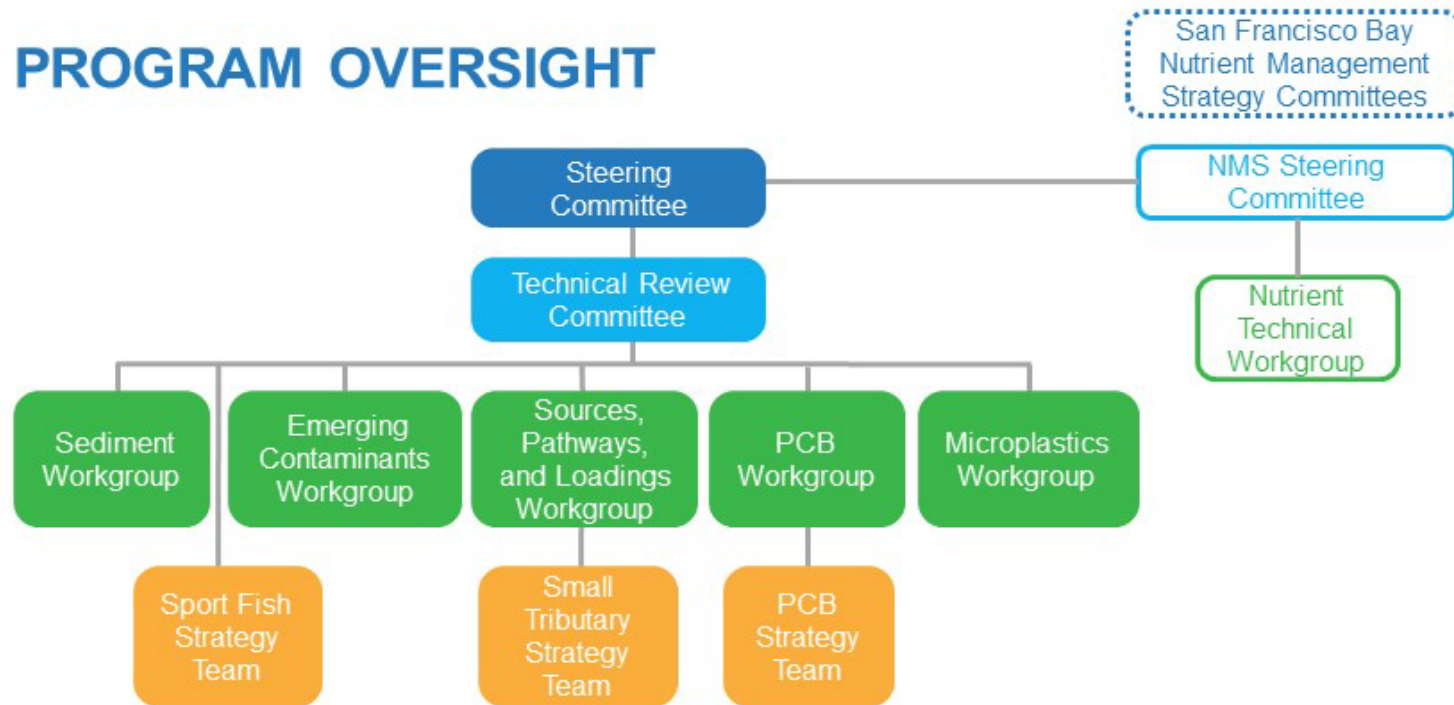 PROGRAM OVERSIGHT
San Francisco Bay
Nutrient Management
Strategy Committees
Steering
Committee
NMS Steering
Committee
Technical Review
Committee
Nutrient
Technical
Workgroup
Sediment
Workgroup
Emerging
Contaminants
Workgroup
Sources,
Pathways,
and Loadings
Workgroup
PCB
Workgroup
Microplastics
Workgroup
Sport Fish
Strategy
Team
Small
Tributary
Strategy
Team
PCB
Strategy
Team